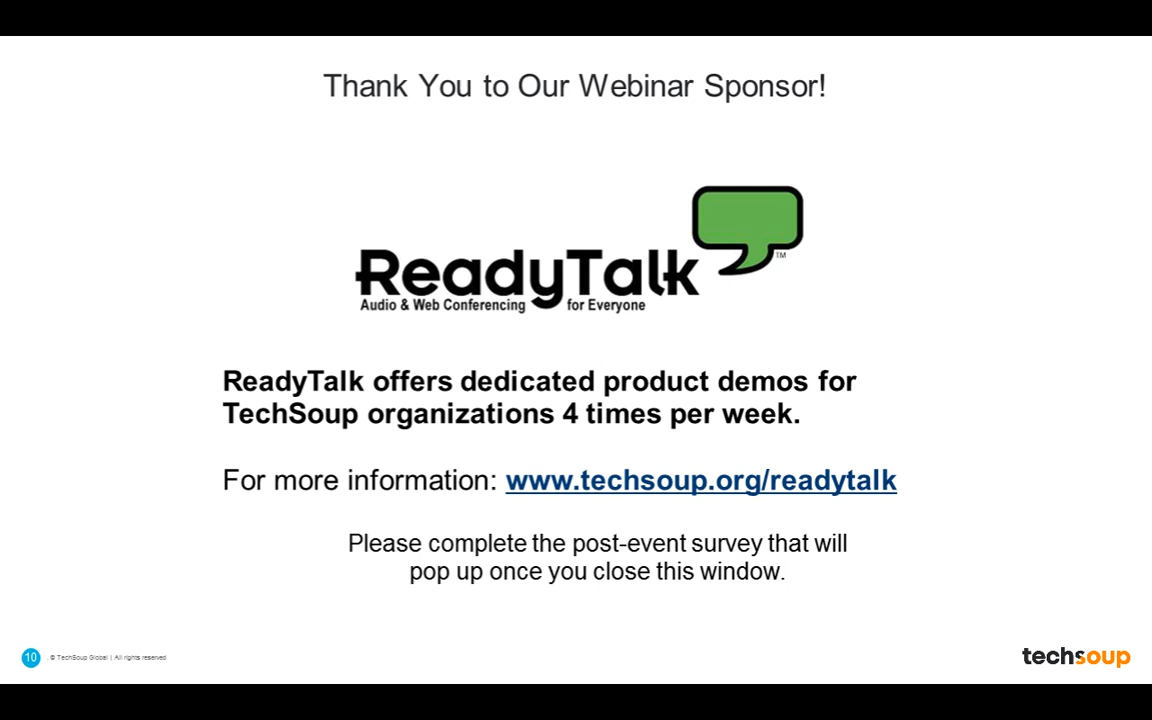 Thank You to Our Webinar Sponsor!
ReadyTalk
TM
Audio & Web Conferencing for Everyone
ReadyTalk offers dedicated product demos for
TechSoup organizations 4 times per week.
For more information: www.techsoup.org/readytalk
Please complete the post-event survey that will
pop up once you close this window.
10 © TechSoup Global | All rights reserved
techsoup